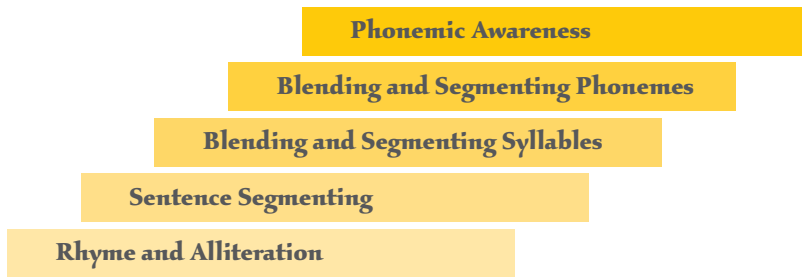 Phonemic Awareness
Blending and Segmenting Phonemes
Blending and Segmenting Syllables
Sentence Segmenting
Rhyme and Alliteration